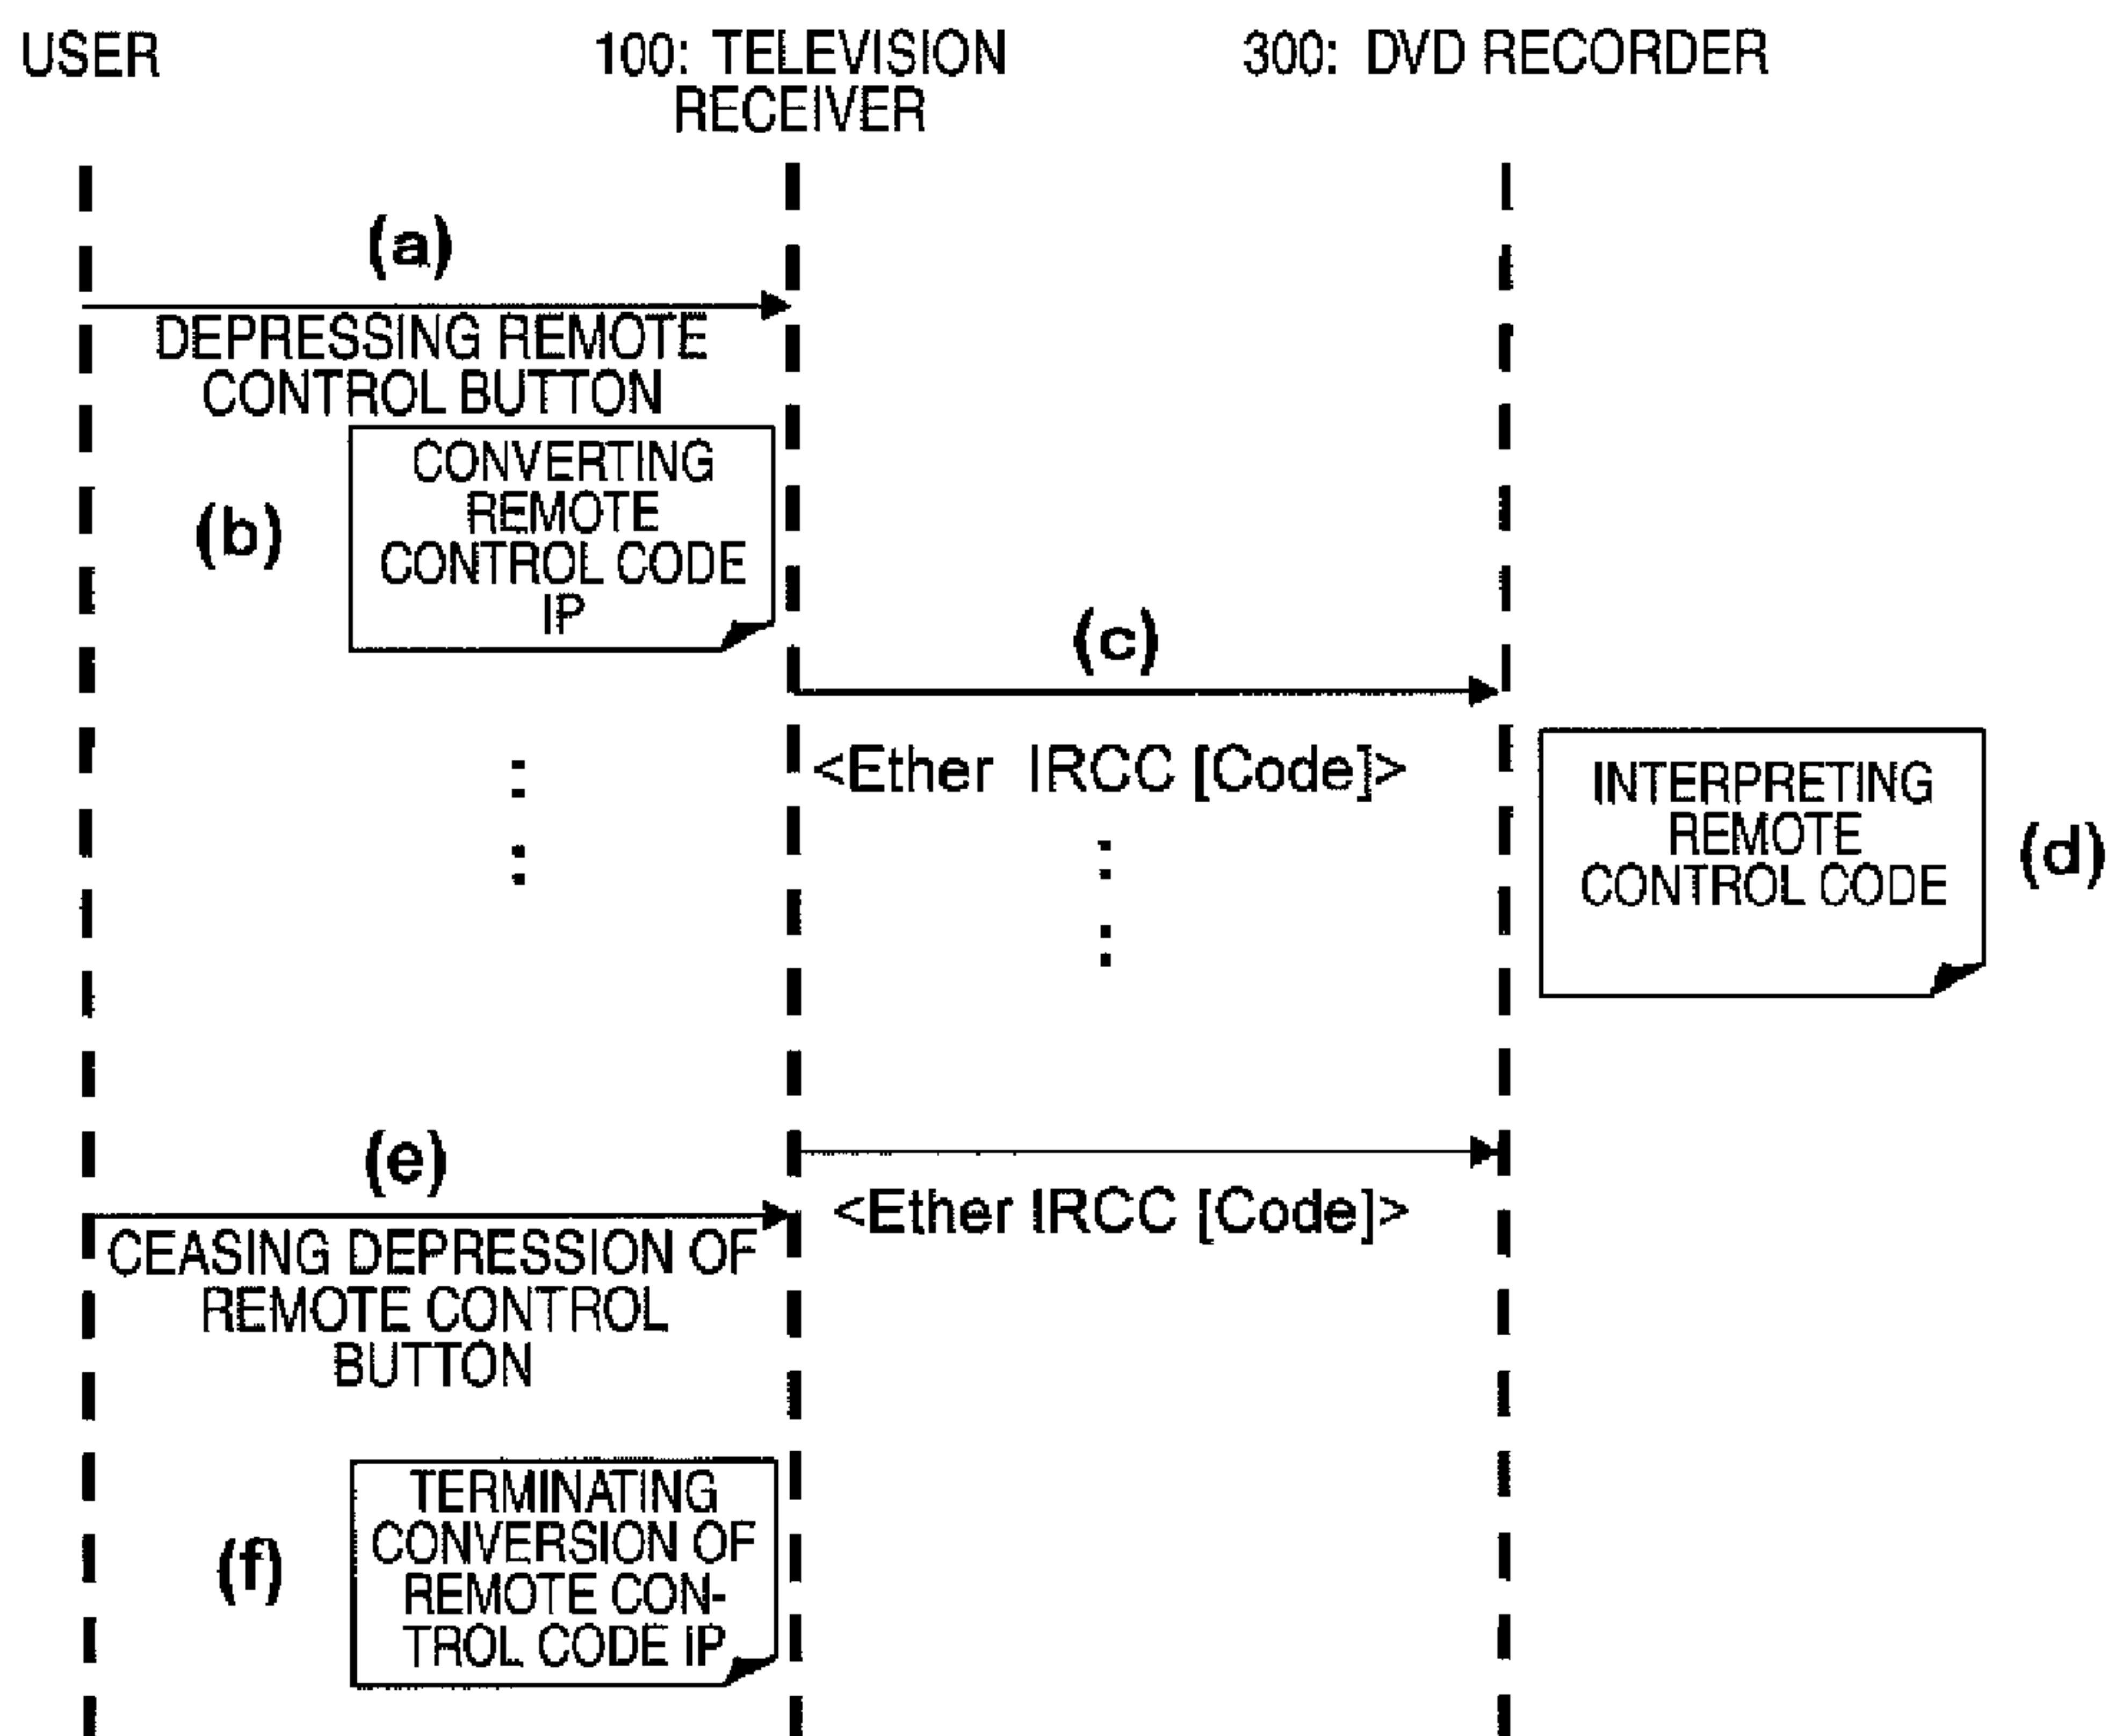 USER
100: TELEVISION
RECEIVER
300: DVD RECORDER
(a)
DEPRESSING REMOTE
CONTROL BUTTON
(b)
CONVERTING
REMOTE
CONTROL CODE
IP
(c)
<Ether IRCC [Code]>
INTERPRETING
REMOTE
CONTROL CODE
(d)
(e)
CEASING DEPRESSION OF
REMOTE CONTROL
BUTTON
<Ether IRCC [Code]>
(f)
TERMINATING
CONVERSION OF
REMOTE CON-
TROL CODE IP